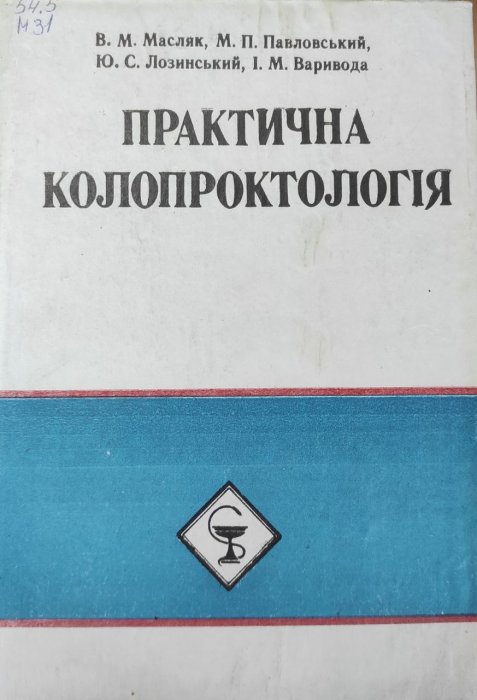 54.5
М31
В. М. Масляк, М. П. Павловський,
Ю. С. Лозинський, І. М. Варивода
ПРАКТИЧНА
КОЛОПРОКТОЛОГІЯ